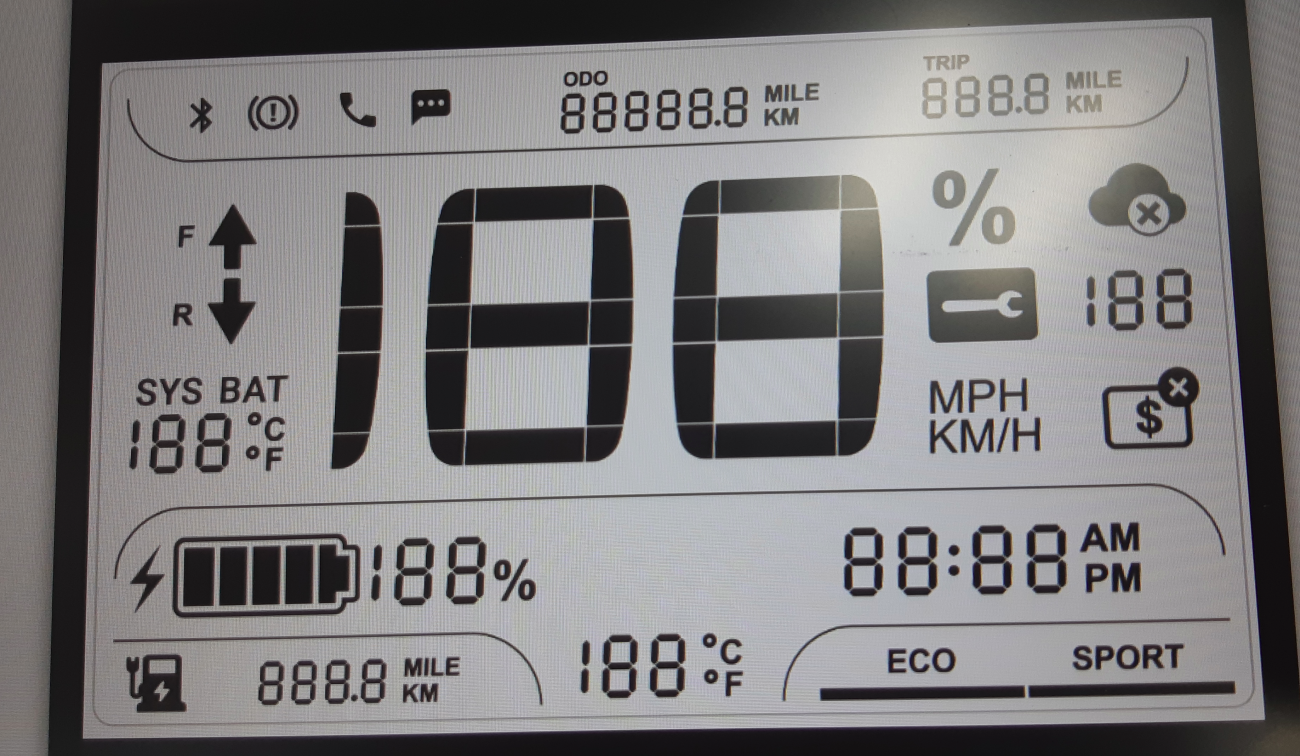 ODO
88888.8 MILE
KM
TRIP
888.8 MILE
KM
F
R
188
%
188
SYS BAT
188 °C
°F
MPH
KM/H
$
188%
88:88 AM
PM
888.8 MILE
KM
188 °C
°F
ECO SPORT